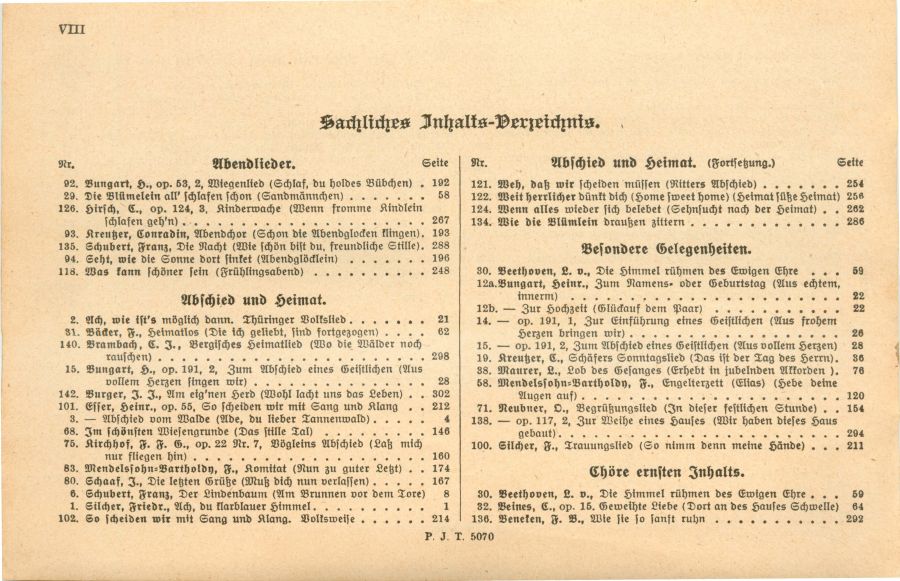 VIII
Sachliches Inhalts-Verzeichnis.
Nr. Abendlieder. Seite
92. Bungart, H., op. 53, 2, Wiegenlied (Schlaf, du holdes Bübchen) . 192
29. Die Blümelein all' schlafen schon (Sandmännchen) . . . . . . . 58
126. Hirsch, C., op. 124, 3, Kinderwache (Wenn fromme Kindlein
schlafen geh'n) . . . . . . . . . . . . . . . . . . . . . 267
93. Kreutzer, Conradin, Abendchor (Schon die Abendglocken klingen). 193
135. Schubert, Franz, Die Nacht (Wie schön bist du, freundliche Stille). 288
94. Seht, wie die Sonne dort sinket (Abendglöcklein) . . . . . . . 196
118. Was kann schöner sein (Frühlingsabend) . . . . . . . . . . 248
Abschied und Heimat.
2. Ach, wie ist's möglich dann. Thüringer Volkslied . . . . . . . 21
31. Bäcker, F., Heimatlos (Die ich geliebt, sind fortgezogen) . . . . 62
140. Brambach, C. J., Bergisches Heimatlied (Wo die Wälder noch
rauschen) . . . . . . . . . . . . . . . . . . . . . . . . 298
15. Bungart, H., op. 191, 2, Zum Abschied eines Geistlichen (Aus
vollem Herzen singen wir) . . . . . . . . . . . . . . . . 28
142. Burger, J. J., Am eig'nen Herd (Wohl lacht uns das Leben) . . 302
101. Esser, Heinr., op. 55, So scheiden wir mit Sang und Klang . . 212
3. — Abschied vom Walde (Ade, du lieber Tannenwald) . . . . . . 4
68. Im schönsten Wiesengrunde (Das stille Tal) . . . . . . . . . 146
75. Kirchhof, F. F. G., op. 22 Nr. 7, Vögleins Abschied (Laß mich
nur fliegen hin) . . . . . . . . . . . . . . . . . . . . . 160
83. Mendelssohn-Bartholdy, F., Komitat (Nun zu guter Letzt) . . 174
80. Schaaf, J., Die letzten Grüße (Muß dich nun verlassen) . . . . . 167
6. Schubert, Franz, Der Lindenbaum (Am Brunnen vor dem Tore) 8
1. Silcher, Friedr., Ach, du klarblauer Himmel . . . . . . . . . . 1
102. So scheiden wir mit Sang und Klang. Volksweise . . . . . . . 214
Nr. Abschied und Heimat. (Fortsetzung.) Seite
121. Weh, daß wir scheiden müssen (Ritters Abschied) . . . . . . . 254
122. Weit herrlicher dünkt dich (Home sweet home) (Heimat süße Heimat) 256
124. Wenn alles wieder sich belebet (Sehnsucht nach der Heimat) . . 262
134. Wie die Blümlein draußen zittern . . . . . . . . . . . . . . 286
Besondere Gelegenheiten.
30. Beethoven, L. v., Die Himmel rühmen des Ewigen Ehre . . . 59
12a. Bungart, Heinr., Zum Namens- oder Geburtstag (Aus echtem,
innerm) . . . . . . . . . . . . . . . . . . . . . . . . . 22
12b. — Zur Hochzeit (Glückauf dem Paar) . . . . . . . . . . . . 22
14. — op. 191, 1, Zur Einführung eines Geistlichen (Aus frohem
Herzen bringen wir) . . . . . . . . . . . . . . . . . . . 26
15. — op. 191, 2, Zum Abschied eines Geistlichen (Aus vollem Herzen) 28
19. Kreutzer, C., Schäfers Sonntagslied (Das ist der Tag des Herrn). 36
38. Maurer, L., Lob des Gesanges (Erhebt in jubelnden Akkorden ). 76
58. Mendelssohn-Bartholdy, F., Engelterzett (Elias) (Hebe deine
Augen auf) . . . . . . . . . . . . . . . . . . . . . . . 120
71. Neubner, O., Begrüßungslied (In dieser festlichen Stunde) . . . 154
138. — op. 117, 2, Zur Weihe eines Hauses (Wir haben dieses Haus
gebaut) . . . . . . . . . . . . . . . . . . . . . . . . . 294
100. Silcher, F., Trauungslied (So nimm denn meine Hände) . . . 211
Chöre ernsten Inhalts.
30. Beethoven, L. v., Die Himmel rühmen des Ewigen Ehre . . . 59
32. Beines, C., op. 15. Geweihte Liebe (Dort an des Hauses Schwelle) 64
136. Beneken, F. B., Wie sie so sanft ruhn . . . . . . . . . . . . 292
P. J. T. 5070